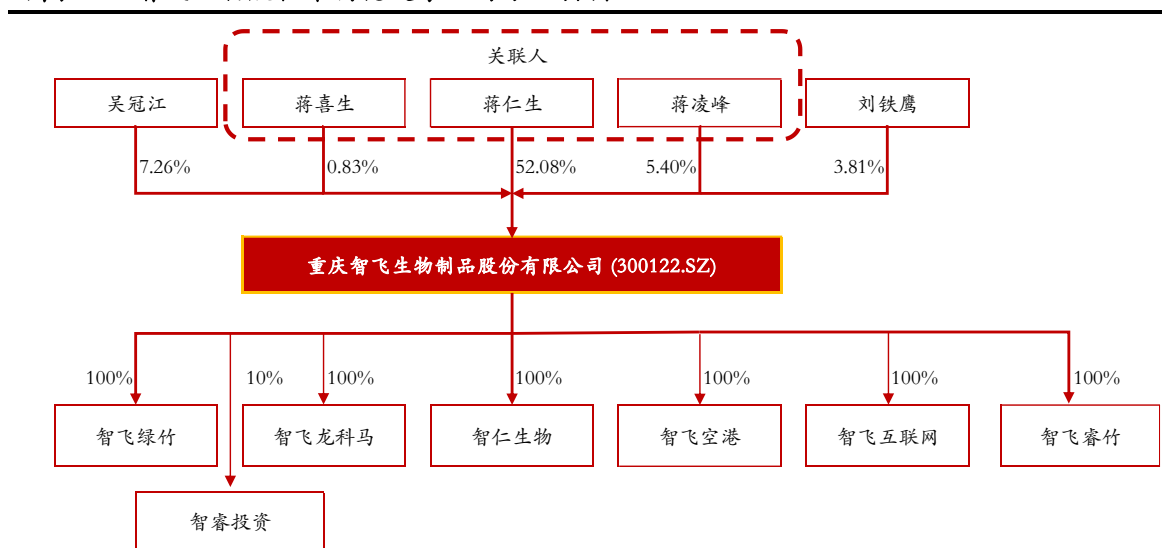 关联人
吴冠江
蒋喜生
蒋仁生
蒋凌峰
刘铁鹰
7.26%
0.83%
52.08%
5.40%
3.81%
重庆智飞生物制品股份有限公司 (300122.SZ)
100%
10%
100%
100%
100%
100%
100%
智飞绿竹
智飞龙科马
智仁生物
智飞空港
智飞互联网
智飞睿竹
智睿投资